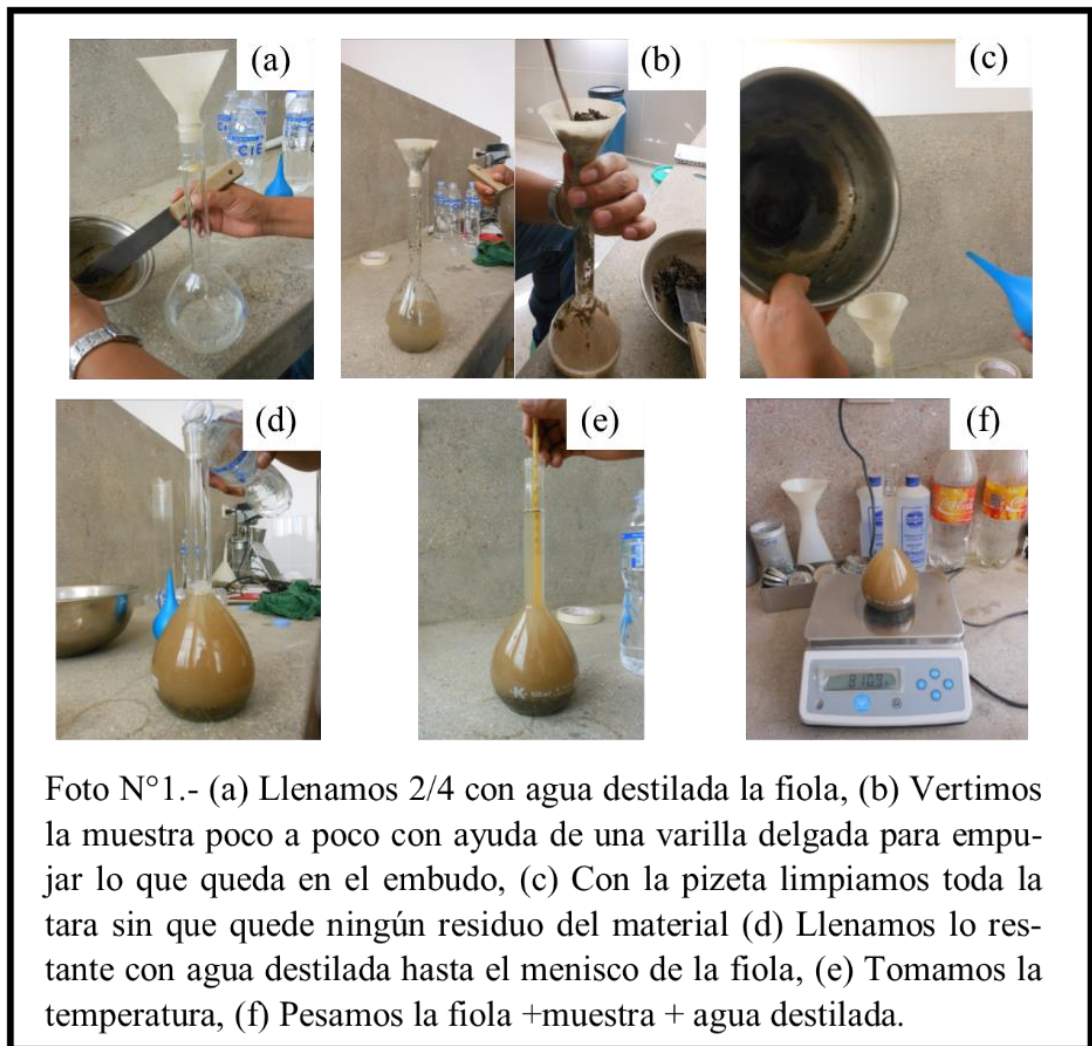 (a)
(b)
(c)
CIE
(d)
(e)
(f)
810.9
Foto N°1.- (a) Llenamos 2/4 con agua destilada la fiola, (b) Vertimos
la muestra poco a poco con ayuda de una varilla delgada para empu-
jar lo que queda en el embudo, (c) Con la pizeta limpiamos toda la
tara sin que quede ningún residuo del material (d) Llenamos lo res-
tante con agua destilada hasta el menisco de la fiola, (e) Tomamos la
temperatura, (f) Pesamos la fiola +muestra + agua destilada.